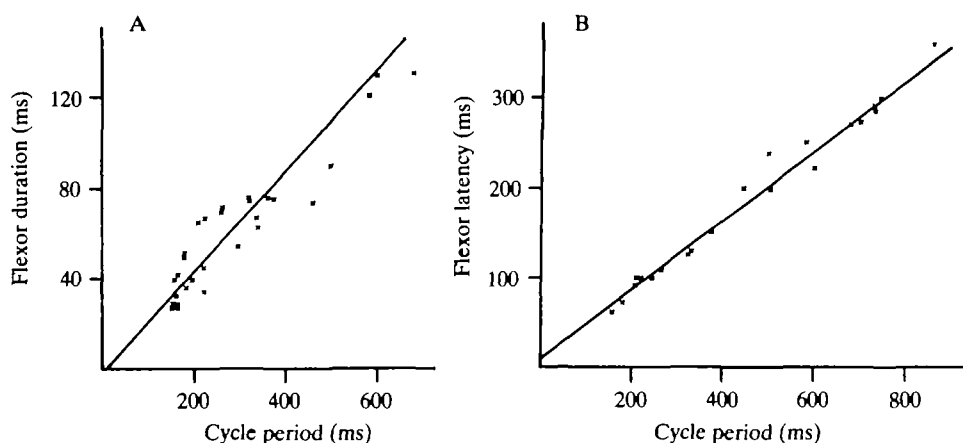 A
Flexor duration (ms)
120
80
40
200
400
600
Cycle period (ms)
B
Flexor latency (ms)
300
200
100
200
400
600
800
Cycle period (ms)